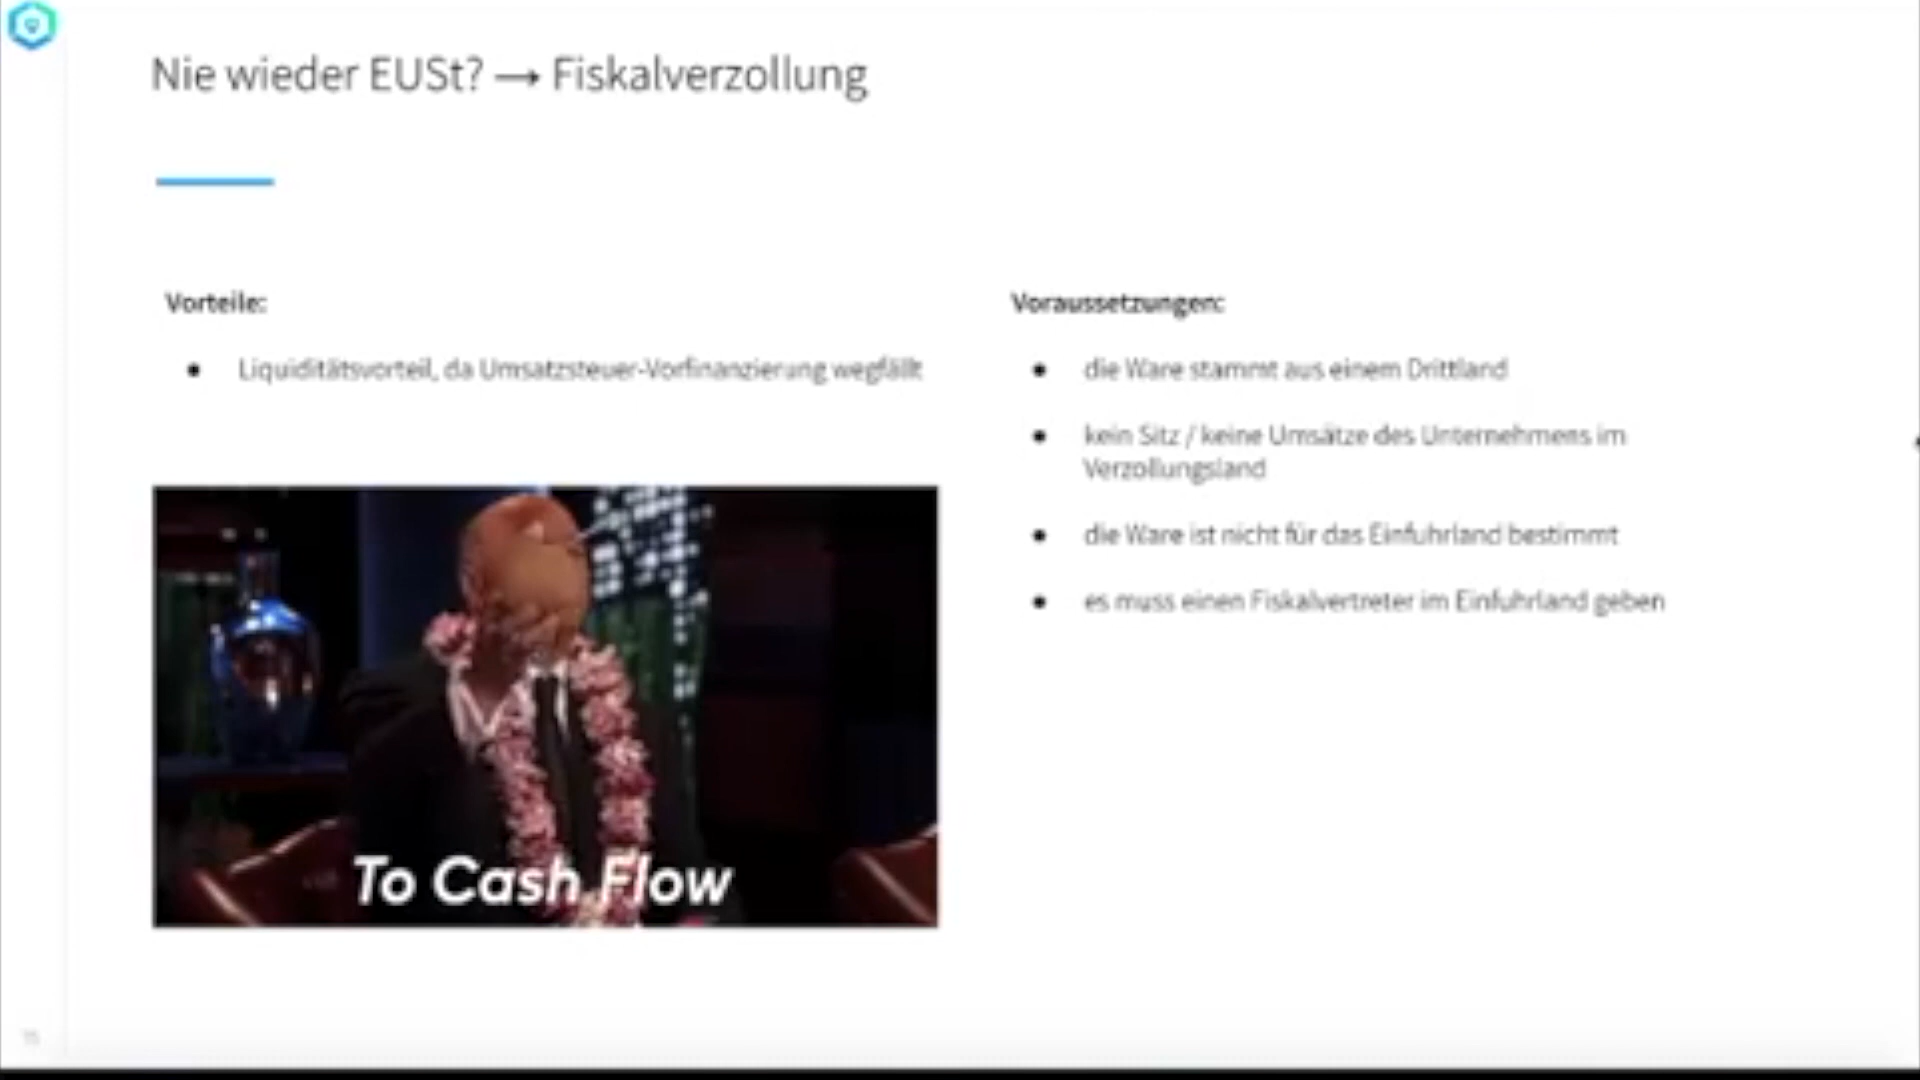 Nie wieder EUSt? → Fiskalverzollung
Vorteile:
● Liquiditätsvorteil, da Umsatzsteuer-Vorfinanzierung wegfällt
To Cash Flow
Voraussetzungen:
● die Ware stammt aus einem Drittland
● kein Sitz / keine Umsätze des Unternehmens im
Verzollungsland
● die Ware ist nicht für das Einfuhrland bestimmt
● es muss einen Fiskalvertreter im Einfuhrland geben